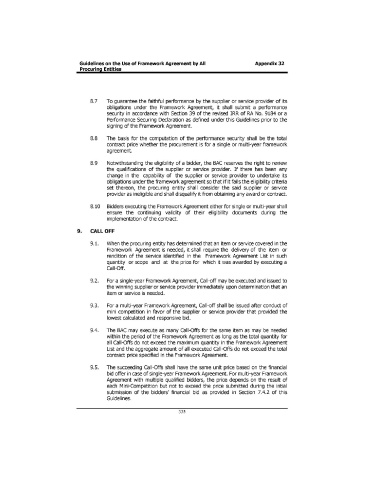 Guidelines on the Use of Framework Agreement by All Appendix 32
Procuring Entities
8.7 To guarantee the faithful performance by the supplier or service provider of its
obligations under the Framework Agreement, it shall submit a performance
security in accordance with Section 39 of the revised IRR of RA No. 9184 or a
Performance Securing Declaration as defined under this Guidelines prior to the
signing of the Framework Agreement.
8.8 The basis for the computation of the performance security shall be the total
contract price whether the procurement is for a single or multi-year framework
agreement.
8.9 Notwithstanding the eligibility of a bidder, the BAC reserves the right to review
the qualifications of the supplier or service provider. If there has been any
change in the capability of the supplier or service provider to undertake its
obligations under the framework agreement so that if it fails the eligibility criteria
set thereon, the procuring entity shall consider the said supplier or service
provider as ineligible and shall disqualify it from obtaining any award or contract.
8.10 Bidders executing the Framework Agreement either for single or multi-year shall
ensure the continuing validity of their eligibility documents during the
implementation of the contract.
9. CALL OFF
9.1. When the procuring entity has determined that an item or service covered in the
Framework Agreement is needed, it shall require the delivery of the item or
rendition of the service identified in the Framework Agreement List in such
quantity or scope and at the price for which it was awarded by executing a
Call-Off.
9.2. For a single-year Framework Agreement, Call-off may be executed and issued to
the winning supplier or service provider immediately upon determination that an
item or service is needed.
9.3. For a multi-year Framework Agreement, Call-off shall be issued after conduct of
mini competition in favor of the supplier or service provider that provided the
lowest calculated and responsive bid.
9.4. The BAC may execute as many Call-Offs for the same item as may be needed
within the period of the Framework Agreement as long as the total quantity for
all Call-Offs do not exceed the maximum quantity in the Framework Agreement
List and the aggregate amount of all executed Call-Offs do not exceed the total
contract price specified in the Framework Agreement.
9.5. The succeeding Call-Offs shall have the same unit price based on the financial
bid offer in case of single-year Framework Agreement. For multi-year Framework
Agreement with multiple qualified bidders, the price depends on the result of
each Mini-Competition but not to exceed the price submitted during the initial
submission of the bidders' financial bid as provided in Section 7.4.2 of this
Guidelines